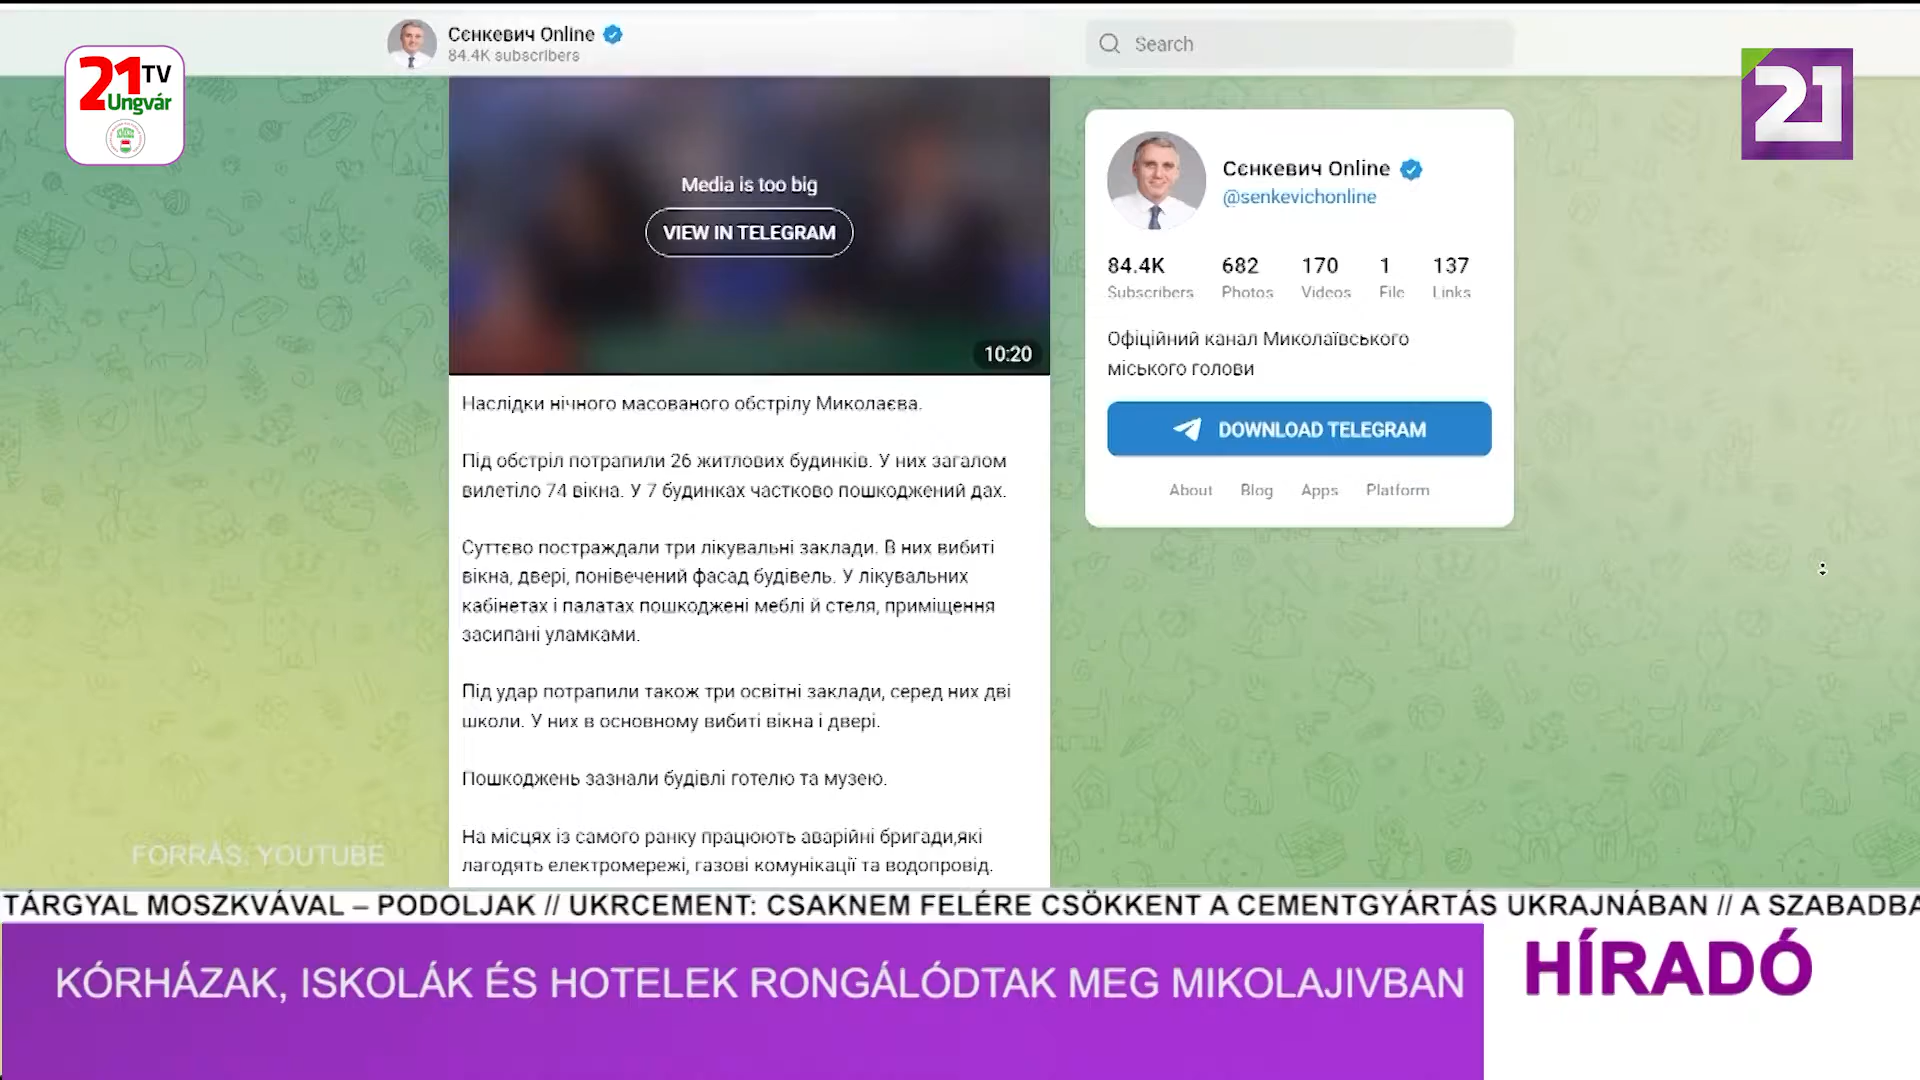 Сєнкевич Online
84.4K subscribers
Search
21 TV
Ungvár
21
Media is too big
VIEW IN TELEGRAM
10:20
Наслідки нічного масованого обстрілу Миколаєва.
Під обстріл потрапили 26 житлових будинків. У них загалом
вилетіло 74 вікна. У 7 будинках частково пошкоджений дах.
Суттєво постраждали три лікувальні заклади. В них вибиті
вікна, двері, понівечений фасад будівель. У лікувальних
кабінетах і палатах пошкоджені меблі й стеля, приміщення
засипані уламками.
Під удар потрапили також три освітні заклади, серед них дві
школи. У них в основному вибиті вікна і двері.
Пошкоджень зазнали будівлі готелю та музею.
На місцях із самого ранку працюють аварійні бригади,які
лагодять електромережі, газові комунікації та водопровід.
Сєнкевич Online
@senkevichonline
84.4K 682 170 1 137
Subscribers Photos Videos File Links
Офіційний канал Миколаївського
міського голови
DOWNLOAD TELEGRAM
About Blog Apps Platform
FORRÁS: YOUTUBE
TÁRGYAL MOSZKVÁVAL – PODOLJAK // UKRCEMENT: CSAKNEM FELÉRE CSÖKKENT A CEMENTGYÁRTÁS UKRAJNÁBAN // A SZABADBA
KÓRHÁZAK, ISKOLÁK ÉS HOTELEK RONGÁLÓDTAK MEG MIKOLAJIVBAN
HÍRADÓ